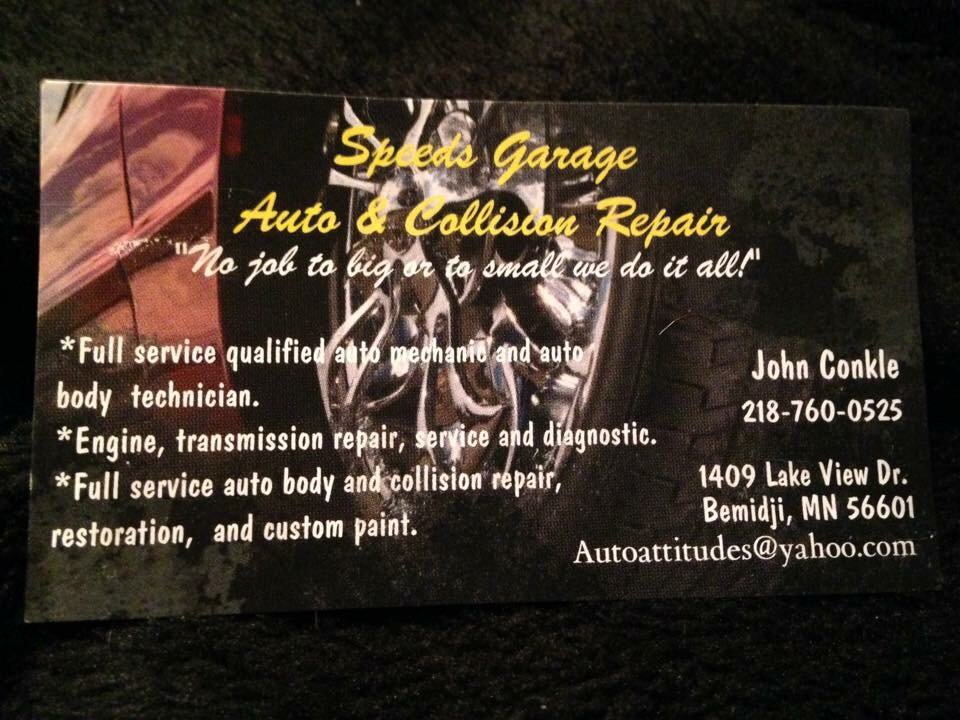 Speeds Garage
Auto & Collision Repair
"No job to big or to small we do it all!"
*Full service qualified auto mechanic and auto
body technician.
*Engine, transmission repair, service and diagnostic.
*Full service auto body and collision repair,
restoration, and custom paint.
John Conkle
218-760-0525
1409 Lake View Dr.
Bemidji, MN 56601
Autoattitudes@yahoo.com